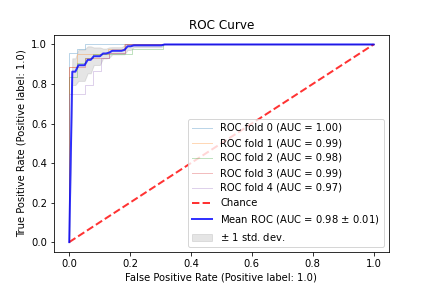 ROC Curve
True Positive Rate (Positive label: 1.0)
1.0
0.8
0.6
0.4
0.2
0.0
ROC fold 0 (AUC = 1.00)
ROC fold 1 (AUC = 0.99)
ROC fold 2 (AUC = 0.98)
ROC fold 3 (AUC = 0.99)
ROC fold 4 (AUC = 0.97)
Chance
Mean ROC (AUC = 0.98 ± 0.01)
± 1 std. dev.
0.0 0.2 0.4 0.6 0.8 1.0
False Positive Rate (Positive label: 1.0)